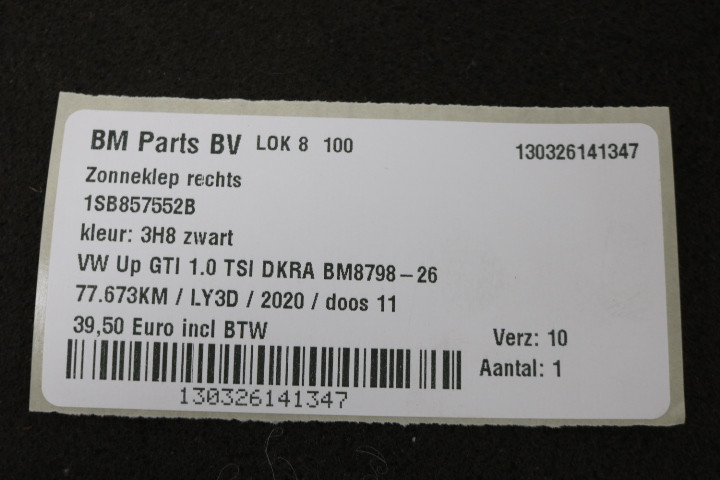 BM Parts BV LOK 8 100 130326141347
Zonneklep rechts
1SB857552B
kleur: 3H8 zwart
VW Up GTI 1.0 TSI DKRA BM8798-26
77.673KM / LY3D / 2020 / doos 11
39,50 Euro incl BTW
Verz: 10
Aantal: 1
130326141347